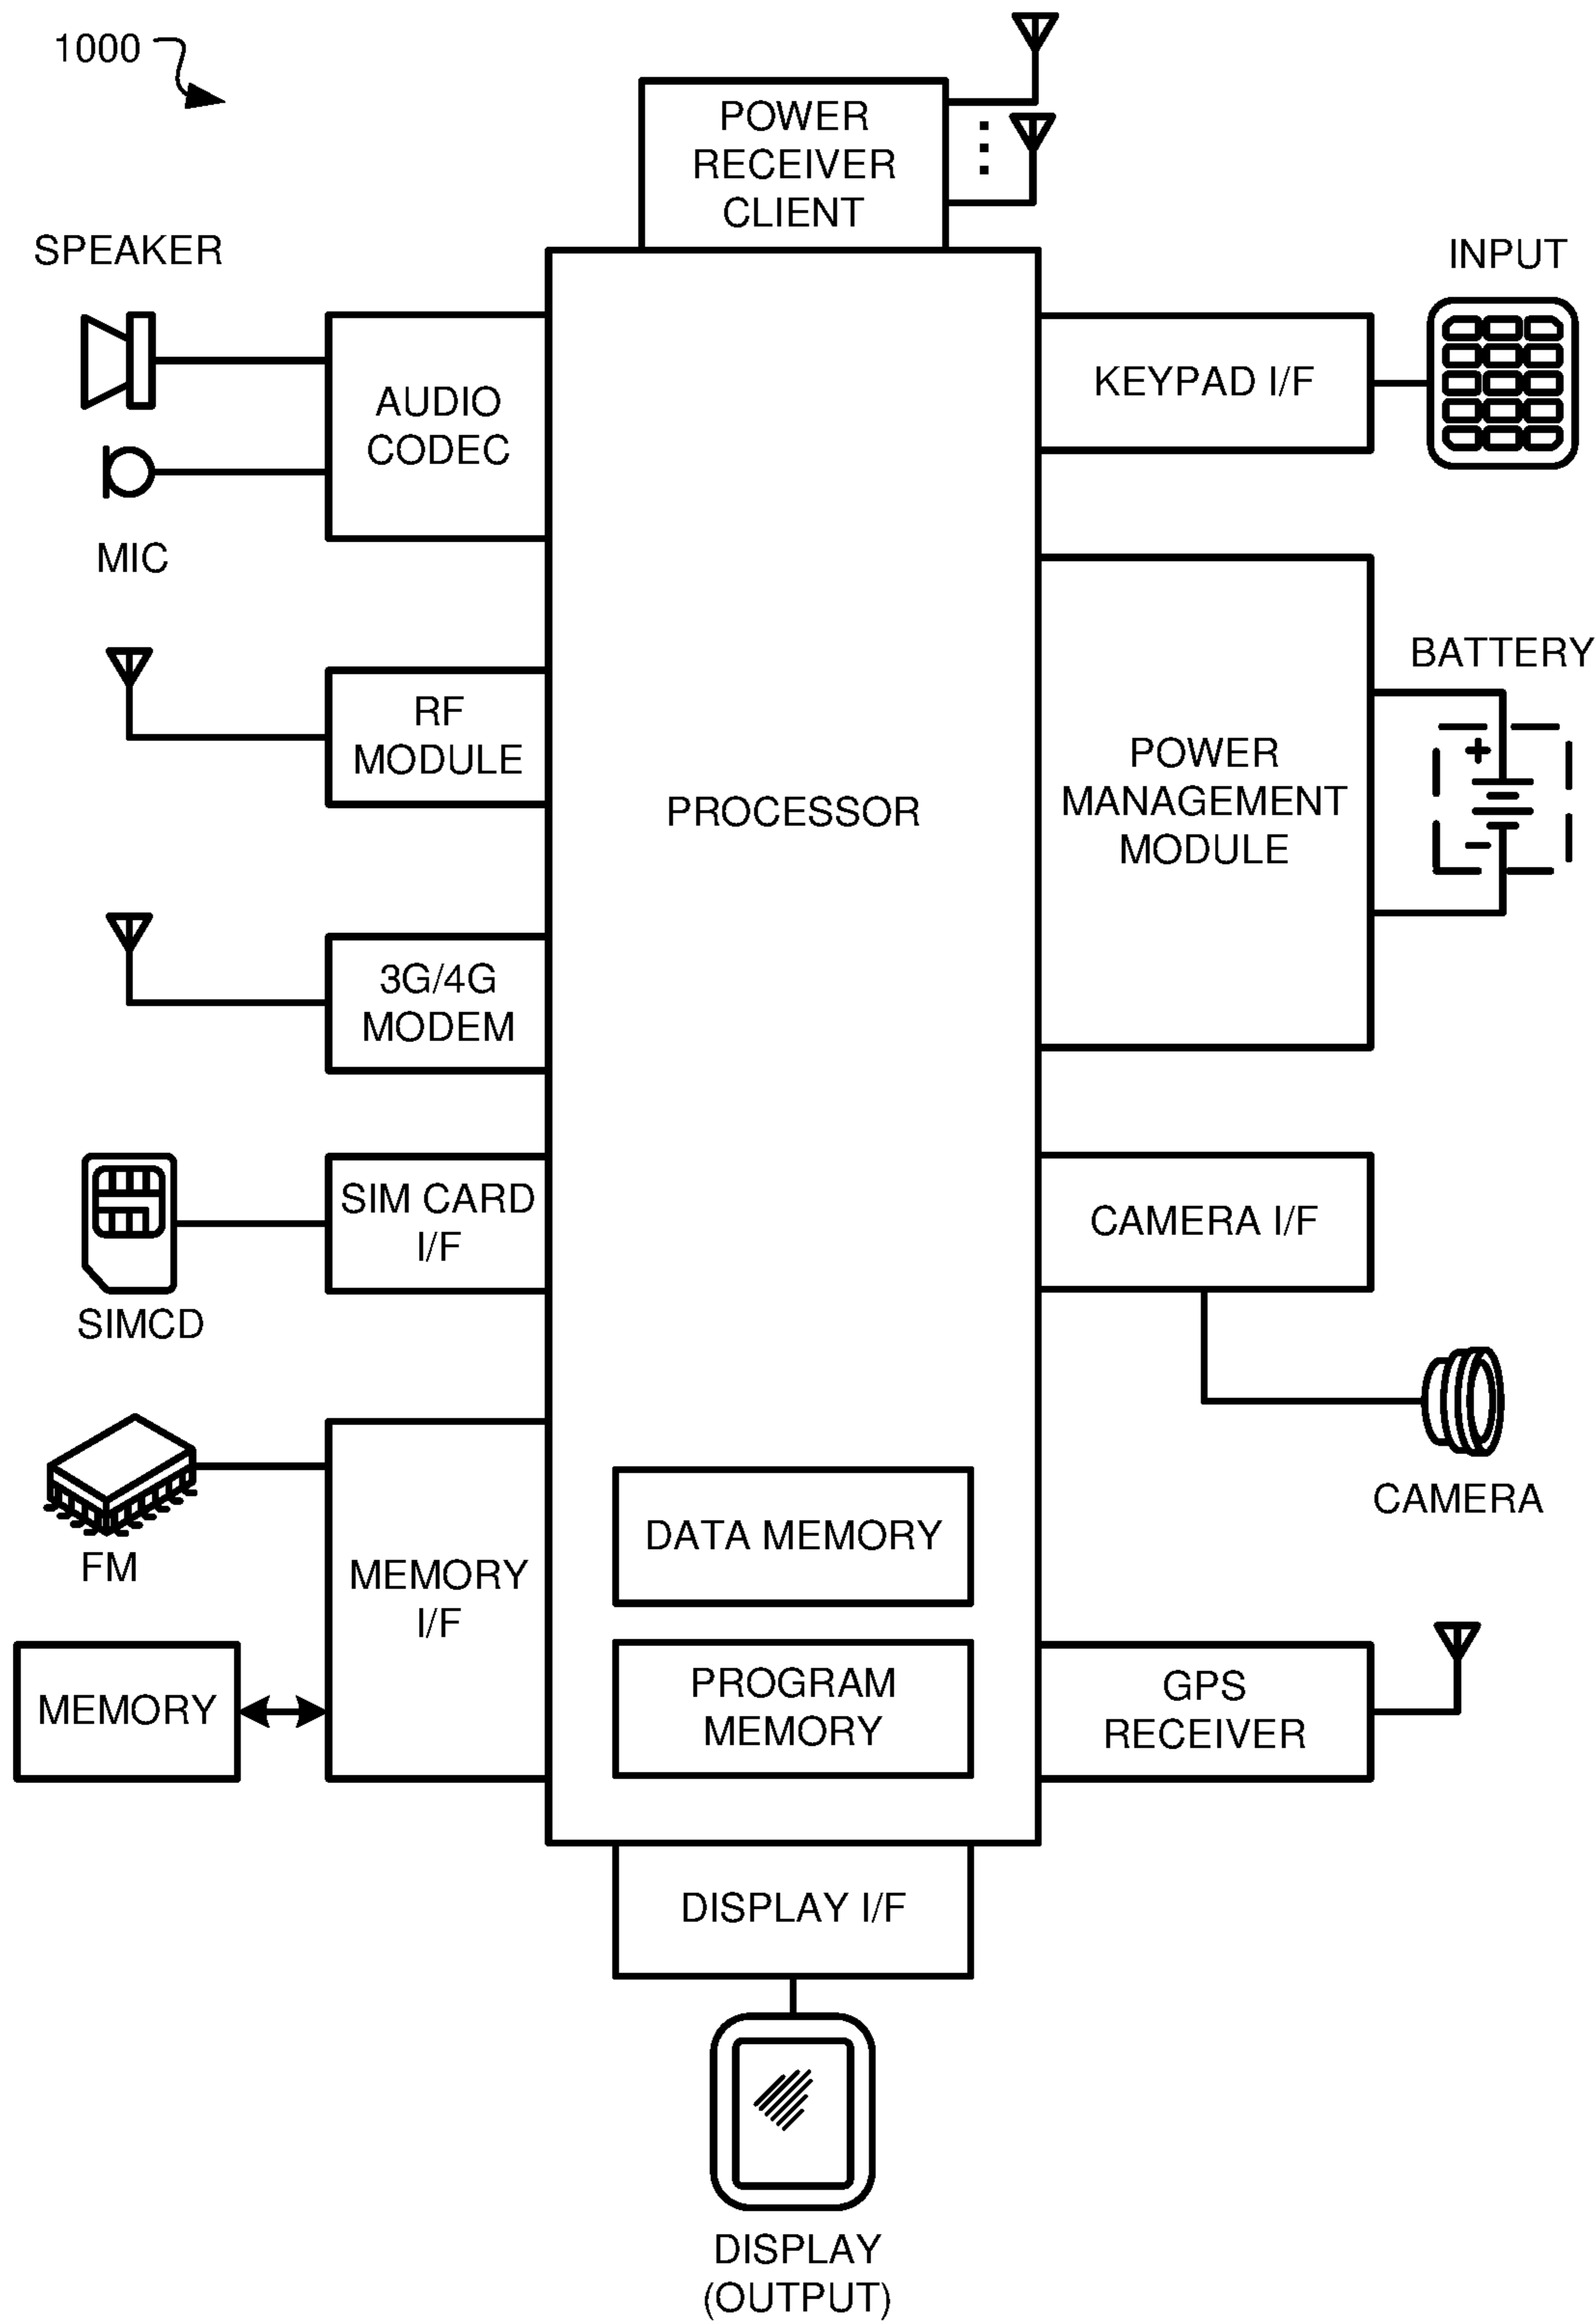 1000
POWER
RECEIVER
CLIENT
SPEAKER
INPUT
AUDIO
CODEC
KEYPAD I/F
MIC
BATTERY
RF
MODULE
PROCESSOR
POWER
MANAGEMENT
MODULE
+
-
3G/4G
MODEM
SIM CARD
I/F
CAMERA I/F
SIMCD
CAMERA
FM
MEMORY
I/F
DATA MEMORY
MEMORY
PROGRAM
MEMORY
GPS
RECEIVER
DISPLAY I/F
DISPLAY
(OUTPUT)